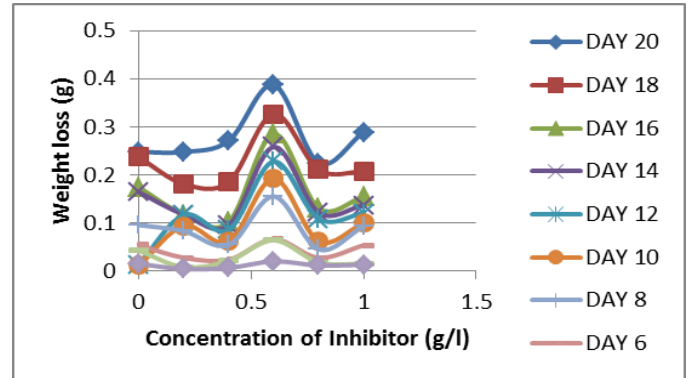 Weight loss (g)
0.5
0.4
0.3
0.2
0.1
0
0 0.5 1 1.5
Concentration of Inhibitor (g/l)
DAY 20
DAY 18
DAY 16
DAY 14
DAY 12
DAY 10
DAY 8
DAY 6